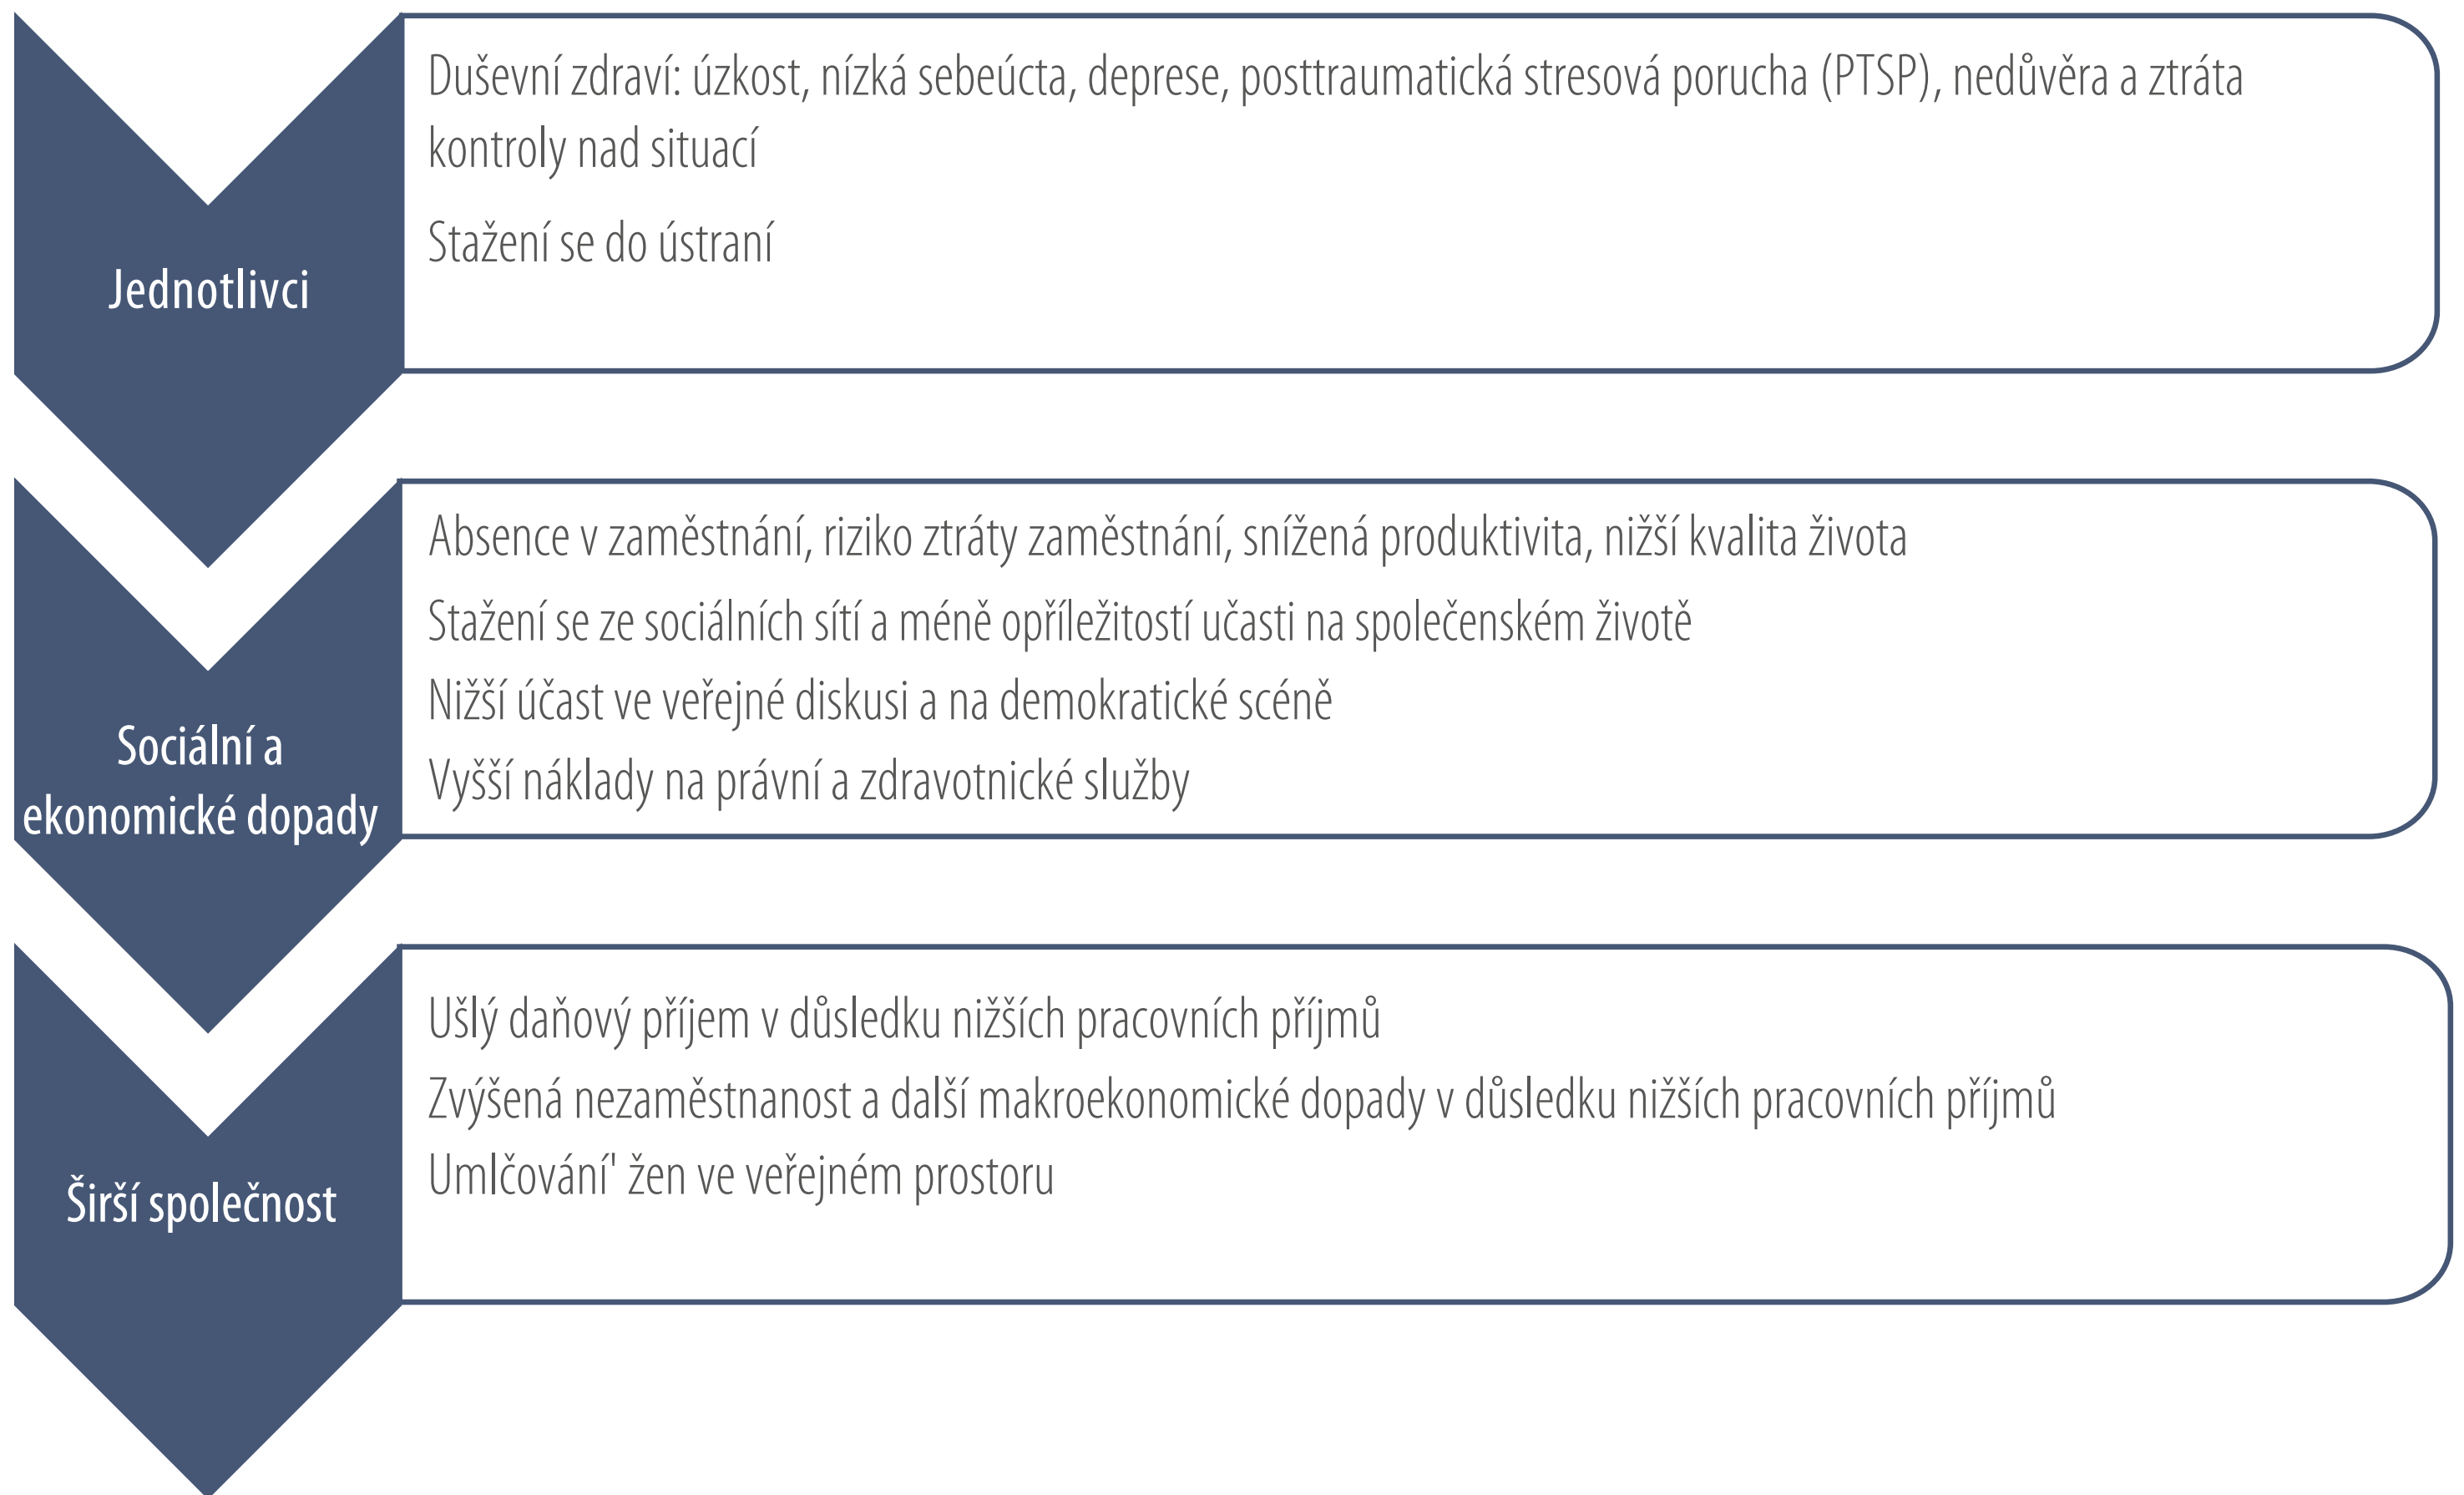 Jednotlivci
Duševní zdraví: úzkost, nízká sebeúcta, deprese, posttraumatická stresová porucha (PTSP), nedůvěra a ztráta
kontroly nad situací
Stažení se do ústraní
Sociální a
ekonomické dopady
Absence v zaměstnání, riziko ztráty zaměstnání, snížená produktivita, nižší kvalita života
Stažení se ze sociálních sítí a méně opříležitostí účasti na společenském životě
Nižší účast ve veřejné diskusi a na demokratické scéně
Vyšší náklady na právní a zdravotnické služby
Širší společnost
Ušlý daňový příjem v důsledku nižších pracovních příjmů
Zvýšená nezaměstnanost a další makroekonomické dopady v důsledku nižších pracovních příjmů
Umlčování' žen ve veřejném prostoru